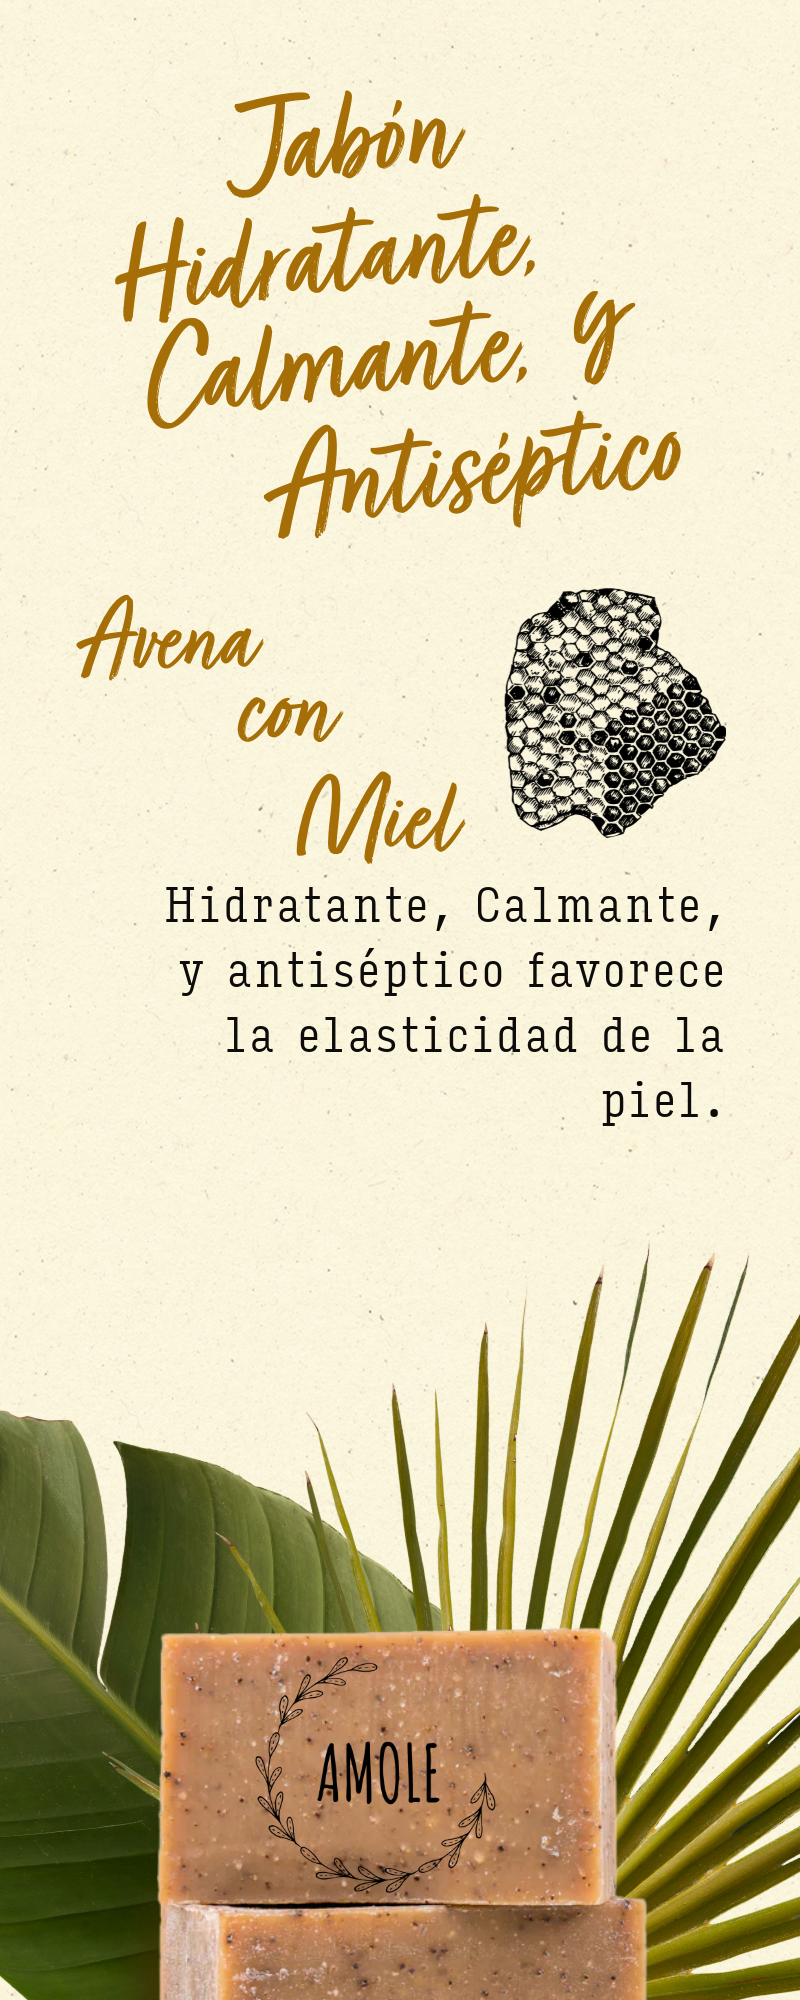 Jabón
Hidratante,
Calmante, y
Antiséptico
Avena
con
Miel
Hidratante, Calmante,
y antiséptico favorece
la elasticidad de la
piel.
AMOLE